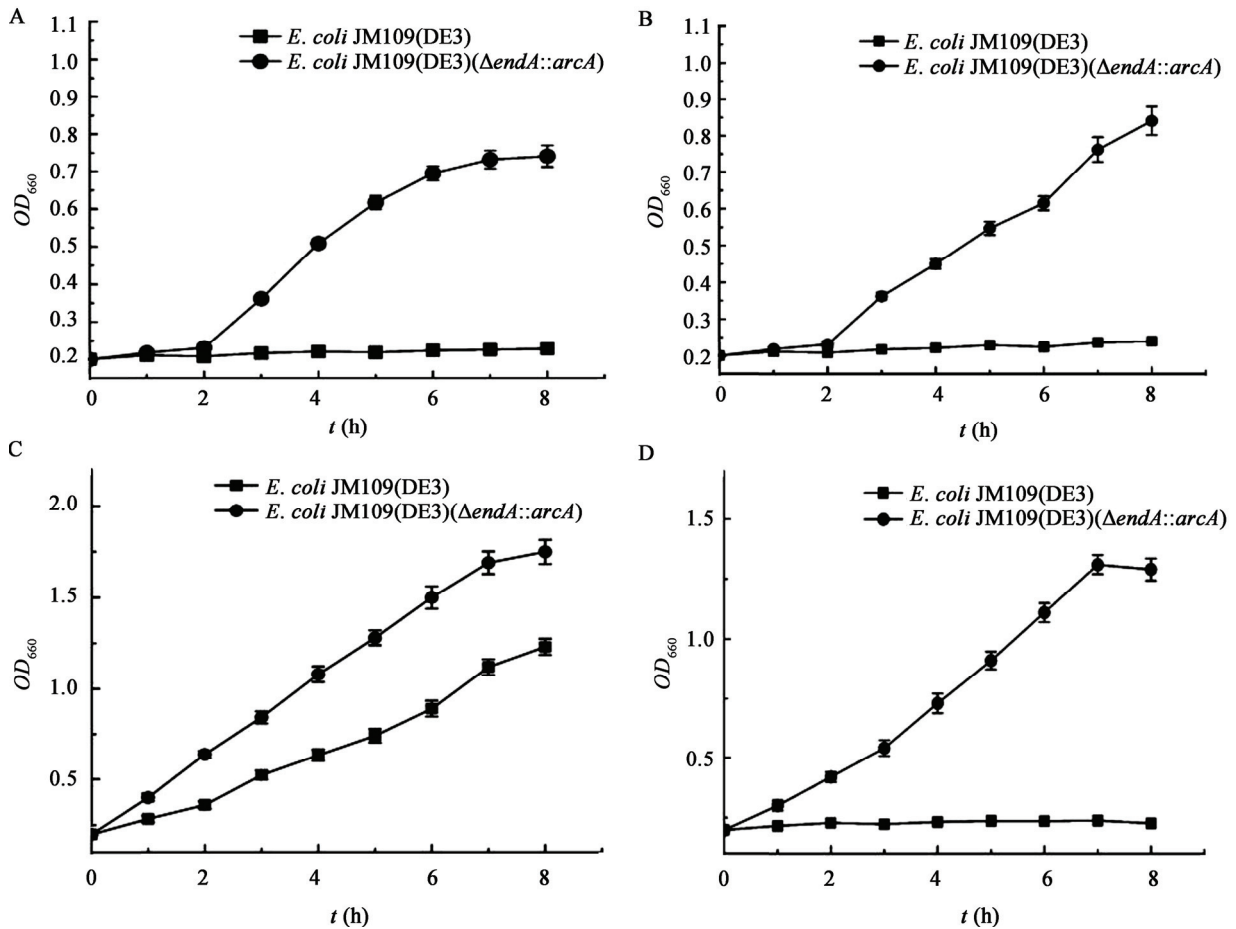 A
E. coli JM109(DE3)
E. coli JM109(DE3)(ΔendA::arcA)
1.1
1.0
0.9
0.8
0.7
0.6
0.5
0.4
0.3
0.2
OD660
0 2 4 6 8
t (h)
B
E. coli JM109(DE3)
E. coli JM109(DE3)(ΔendA::arcA)
1.1
1.0
0.9
0.8
0.7
0.6
0.5
0.4
0.3
0.2
OD660
0 2 4 6 8
t (h)
C
E. coli JM109(DE3)
E. coli JM109(DE3)(ΔendA::arcA)
2.0
1.5
1.0
0.5
OD660
0 2 4 6 8
t (h)
D
E. coli JM109(DE3)
E. coli JM109(DE3)(ΔendA::arcA)
1.5
1.0
0.5
OD660
0 2 4 6 8
t (h)